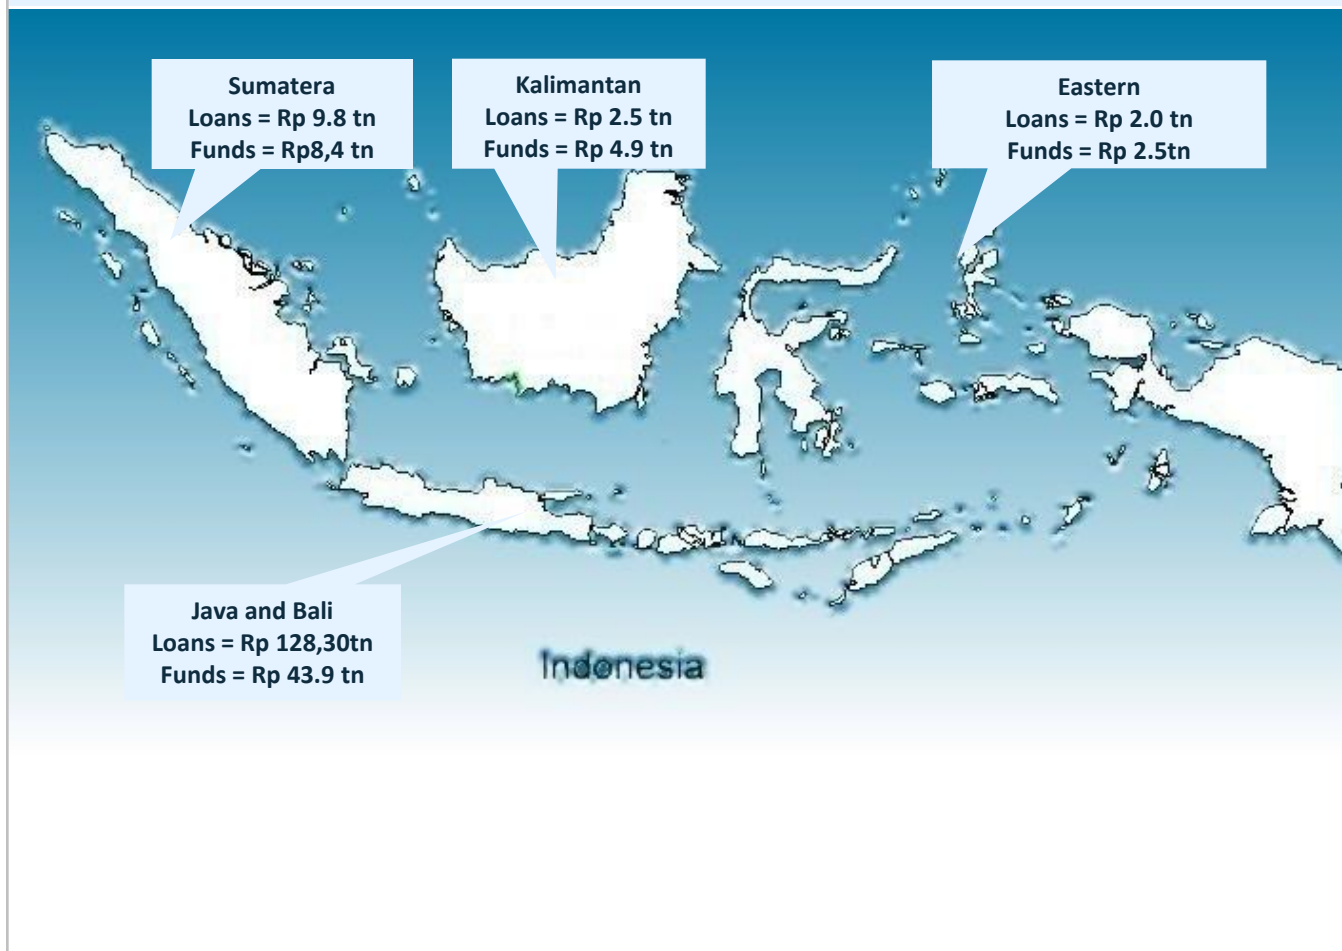 Sumatera
Loans = Rp 9.8 tn
Funds = Rp8,4 tn
Kalimantan
Loans = Rp 2.5 tn
Funds = Rp 4.9 tn
Eastern
Loans = Rp 2.0 tn
Funds = Rp 2.5tn
Java and Bali
Loans = Rp 128,30tn
Funds = Rp 43.9 tn
Indonesia